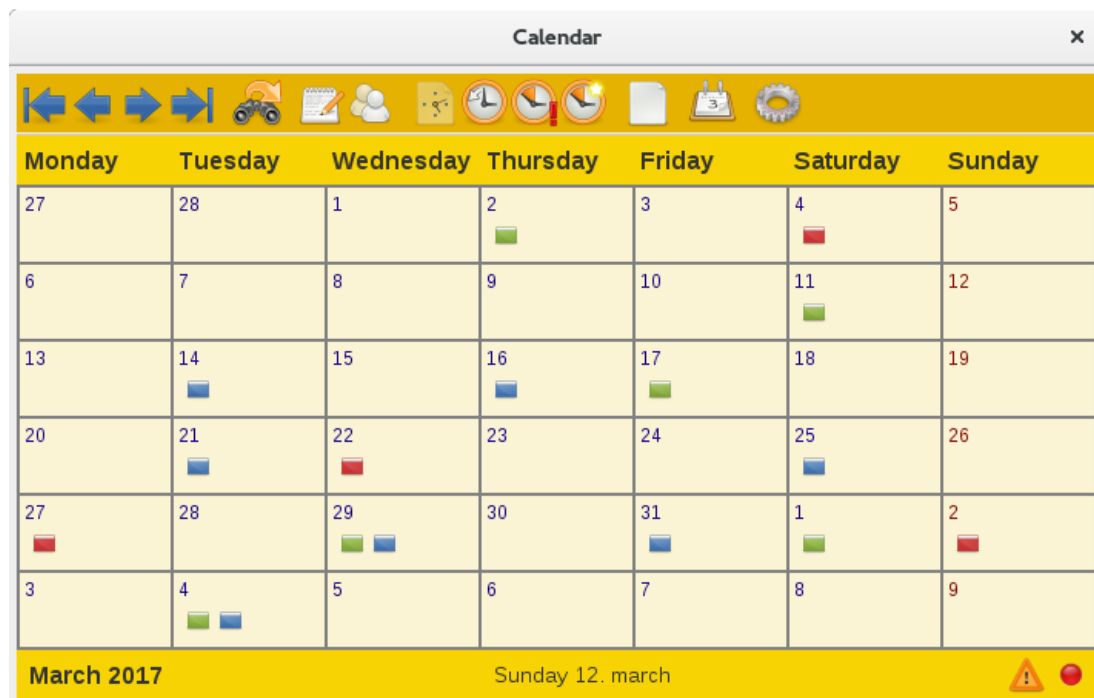 Calendar
Monday Tuesday Wednesday Thursday Friday Saturday Sunday
27 28 1 2 3 4 5
6 7 8 9 10 11 12
13 14 15 16 17 18 19
20 21 22 23 24 25 26
27 28 29 30 31 1 2
3 4 5 6 7 8 9
March 2017 Sunday 12. march